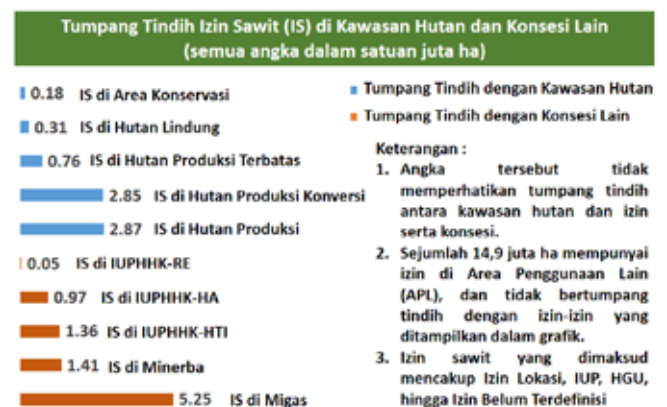 Tumpang Tindih Izin Sawit (IS) di Kawasan Hutan dan Konsesi Lain
(semua angka dalam satuan juta ha)
0.18 IS di Area Konservasi
0.31 IS di Hutan Lindung
0.76 IS di Hutan Produksi Terbatas
2.85 IS di Hutan Produksi Konversi
2.87 IS di Hutan Produksi
0.05 IS di IUPHHK-RE
0.97 IS di IUPHHK-HA
1.36 IS di IUPHHK-HTI
1.41 IS di Minerba
5.25 IS di Migas
Tumpang Tindih dengan Kawasan Hutan
Tumpang Tindih dengan Konsesi Lain
Keterangan :
1. Angka tersebut tidak
memperhatikan tumpang tindih
antara kawasan hutan dan izin
serta konsesi.
2. Sejumlah 14,9 juta ha mempunyai
izin di Area Penggunaan Lain
(APL), dan tidak bertumpang
tindih dengan izin-izin yang
ditampilkan dalam grafik.
3. Izin sawit yang dimaksud
mencakup Izin Lokasi, IUP, HGU,
hingga Izin Belum Terdefinisi